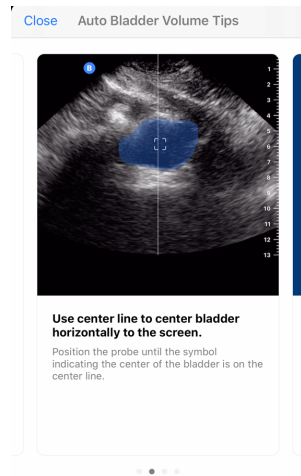 Close Auto Bladder Volume Tips
B
1
2
3
4
5
6
7
8
9
10
11
12
13
Use center line to center bladder
horizontally to the screen.
Position the probe until the symbol
indicating the center of the bladder is on the
center line.